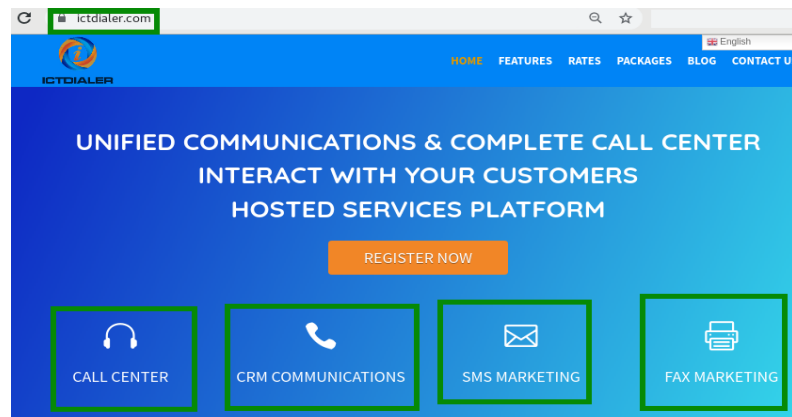 ictdialer.com
English
ICTDIALER
HOME FEATURES RATES PACKAGES BLOG CONTACT U
UNIFIED COMMUNICATIONS & COMPLETE CALL CENTER
INTERACT WITH YOUR CUSTOMERS
HOSTED SERVICES PLATFORM
REGISTER NOW
CALL CENTER CRM COMMUNICATIONS SMS MARKETING FAX MARKETING